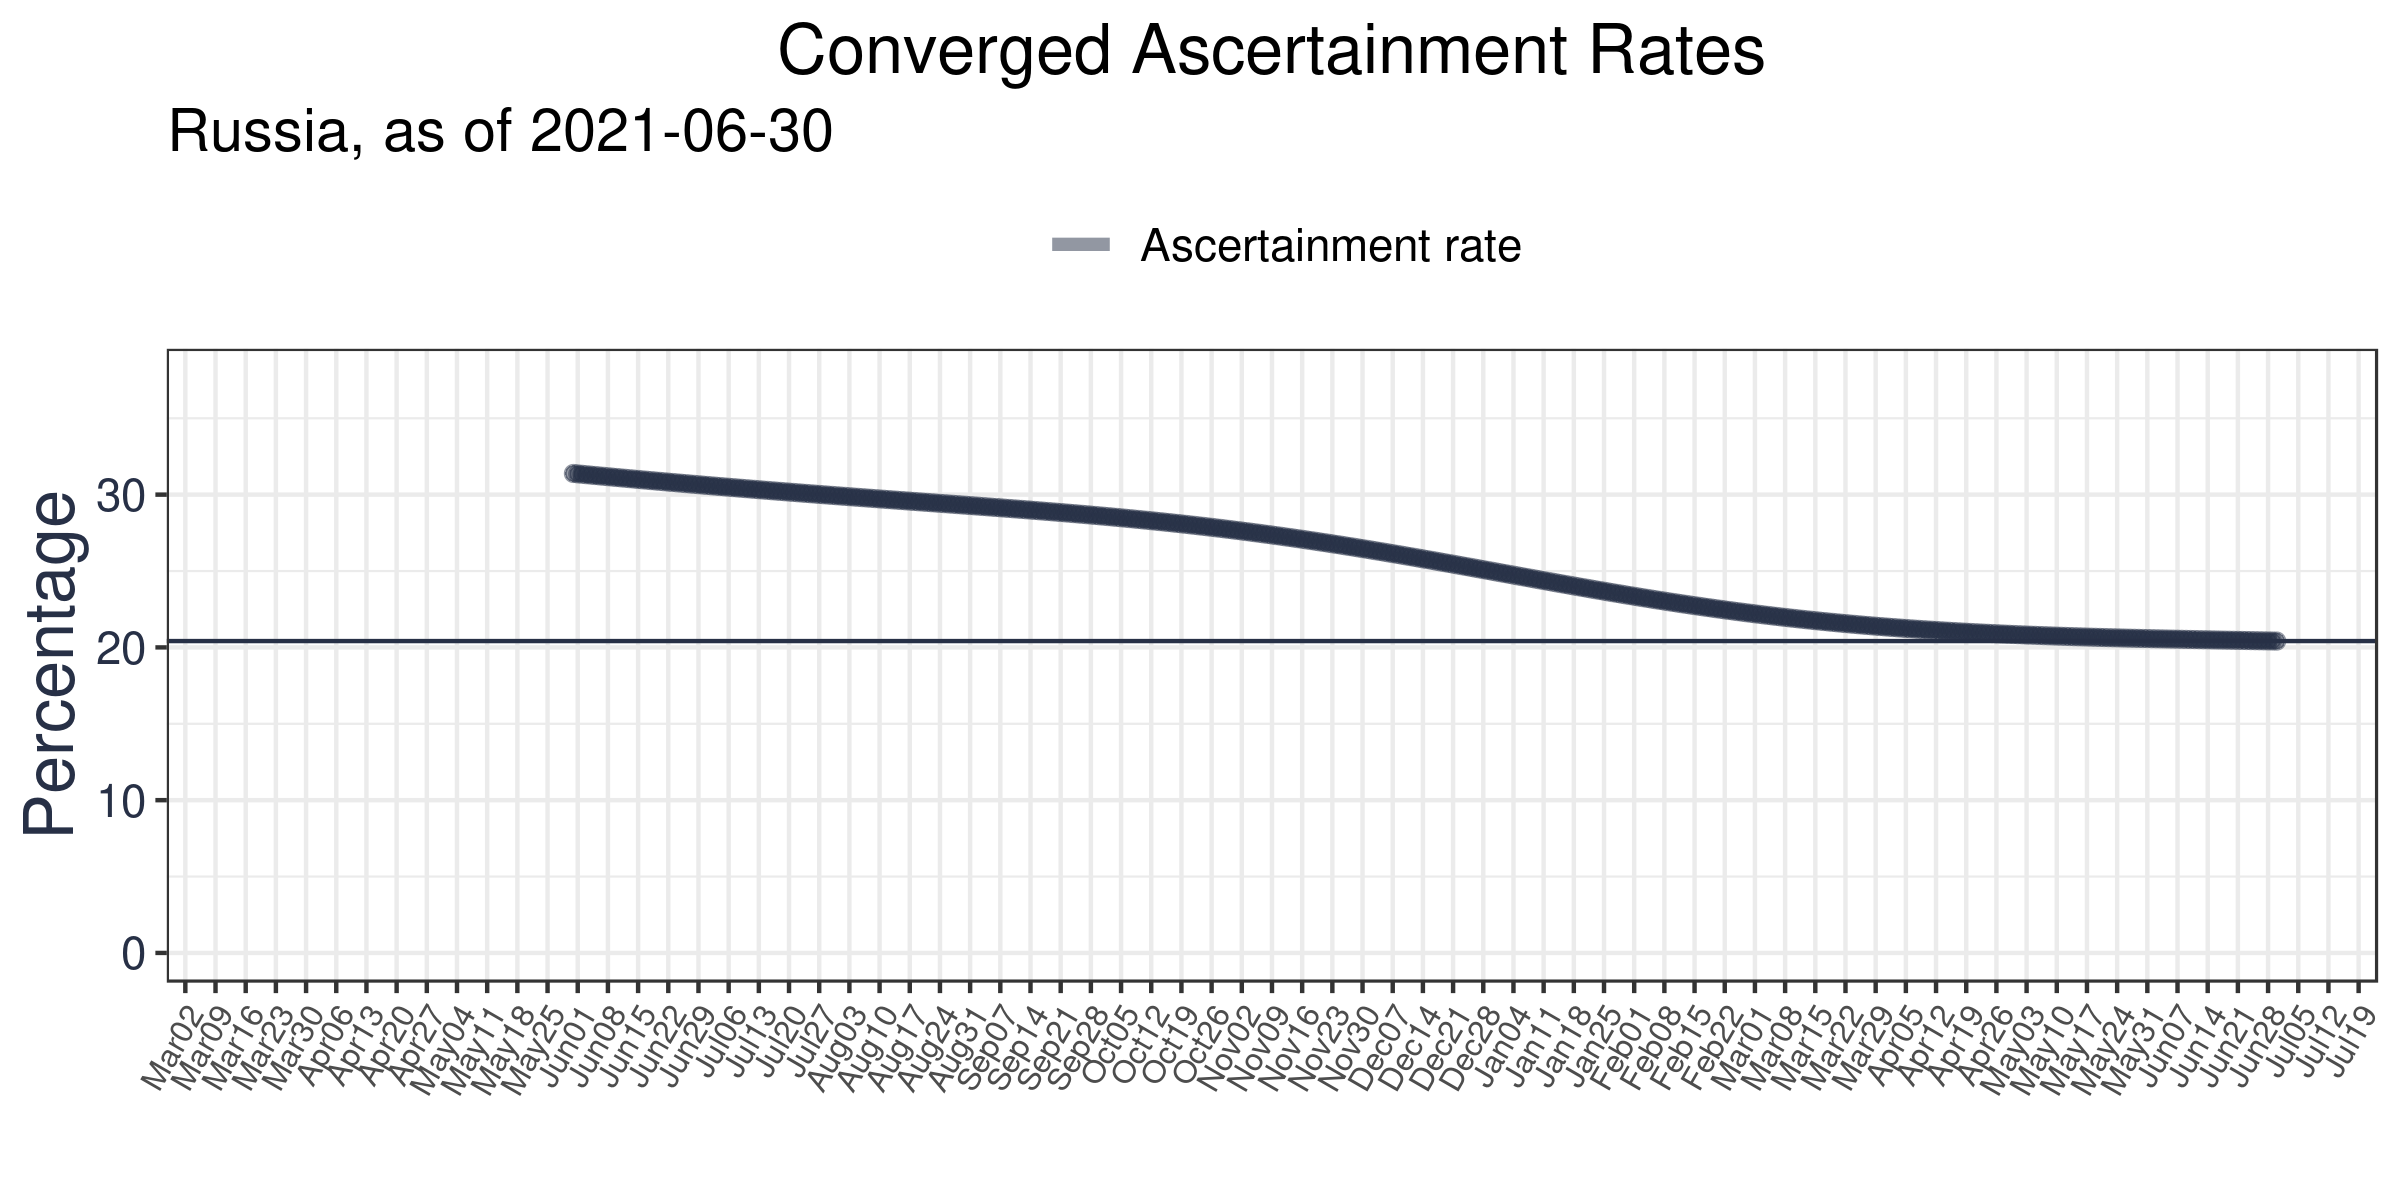 Converged Ascertainment Rates
Russia, as of 2021-06-30
Ascertainment rate
Percentage
30
20
10
0
Mar02 Mar09 Mar16 Mar23 Mar30 Apr06 Apr13 Apr20 Apr27 May04 May11 May18 May25 Jun01 Jun08 Jun15 Jun22 Jun29 Jul06 Jul13 Jul20 Jul27 Aug03 Aug10 Aug17 Aug24 Aug31 Sep07 Sep14 Sep21 Sep28 Oct05 Oct12 Oct19 Oct26 Nov02 Nov09 Nov16 Nov23 Nov30 Dec07 Dec14 Dec21 Dec28 Jan04 Jan11 Jan18 Jan25 Feb01 Feb08 Feb15 Feb22 Mar01 Mar08 Mar15 Mar22 Mar29 Apr05 Apr12 Apr19 Apr26 May03 May10 May17 May24 May31 Jun07 Jun14 Jun21 Jun28 Jul05 Jul12 Jul19